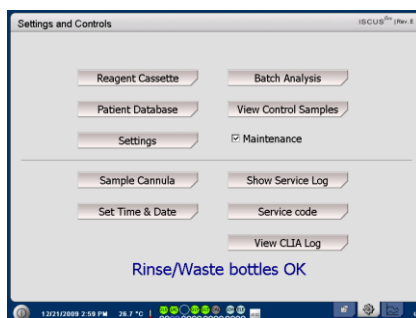 Settings and Controls
ISCUS Flex | Rev. E
Reagent Cassette
Batch Analysis
Patient Database
View Control Samples
Settings
Maintenance
Sample Cannula
Show Service Log
Set Time & Date
Service code
View CLIA Log
Rinse/Waste bottles OK
12/21/2009 2:59 PM
26.7 °C